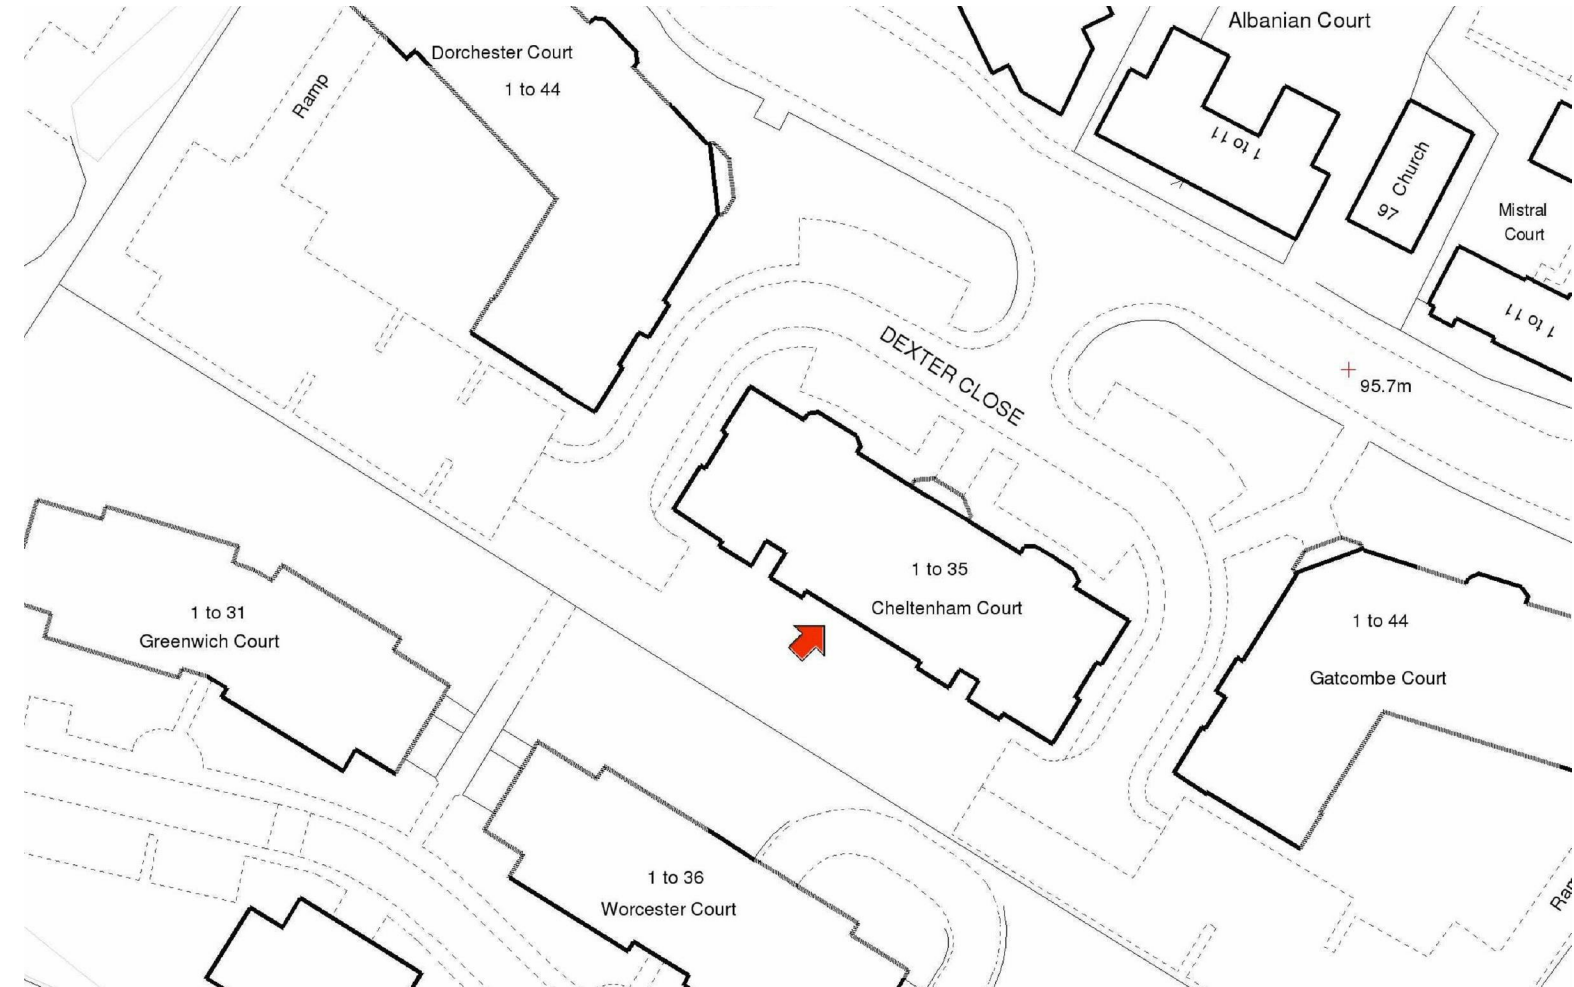 Albanian Court
Dorchester Court
1 to 44
Ramp
1 to 11
Church
97
Mistral
Court
1 to 11
DEXTER CLOSE
95.7m
1 to 35
Cheltenham Court
1 to 31
Greenwich Court
1 to 44
Gatcombe Court
1 to 36
Worcester Court
Ram